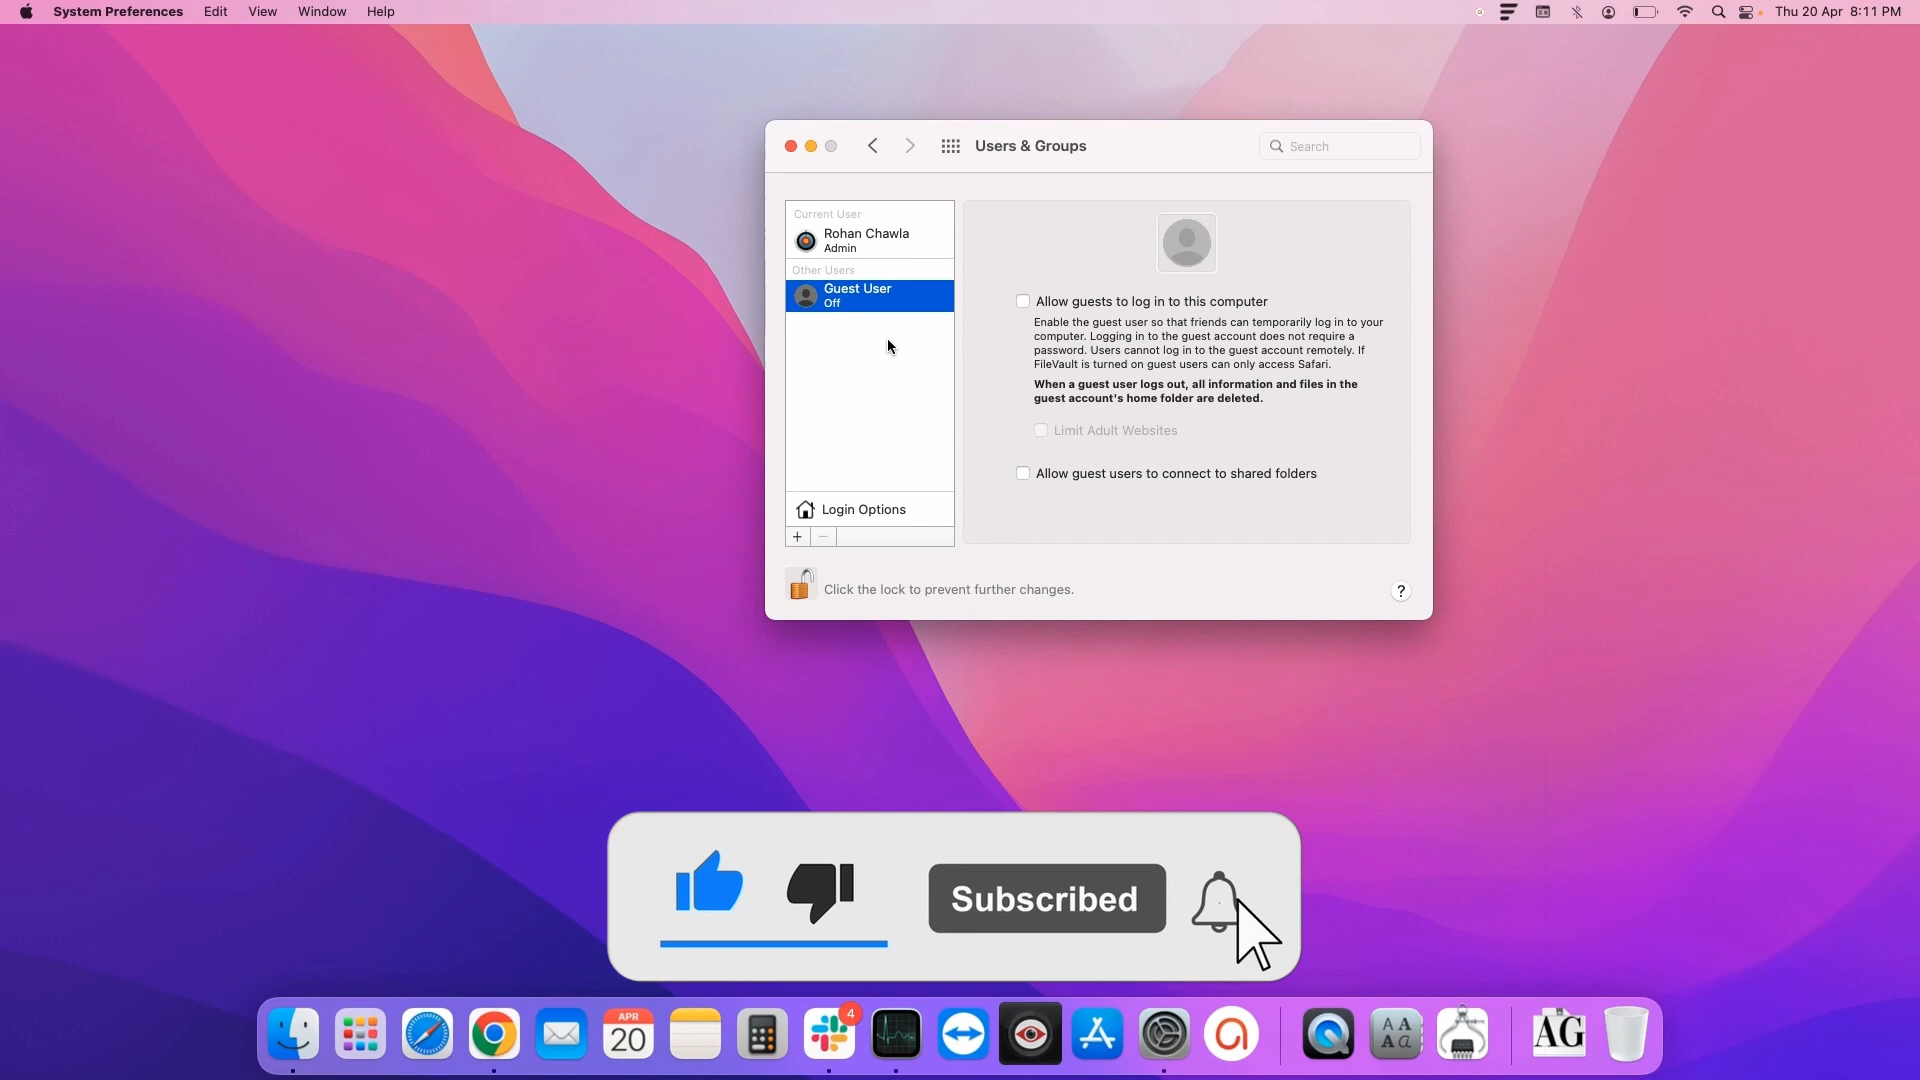 System Preferences Edit View Window Help
Thu 20 Apr 8:11 PM
Users & Groups
Search
Current User
Rohan Chawla
Admin
Other Users
Guest User
Off
Login Options
+ −
Allow guests to log in to this computer
Enable the guest user so that friends can temporarily log in to your
computer. Logging in to the guest account does not require a
password. Users cannot log in to the guest account remotely. If
FileVault is turned on guest users can only access Safari.
When a guest user logs out, all information and files in the
guest account's home folder are deleted.
Limit Adult Websites
Allow guest users to connect to shared folders
Click the lock to prevent further changes.
?
Subscribed
APR
20
4
A A
A a
AG